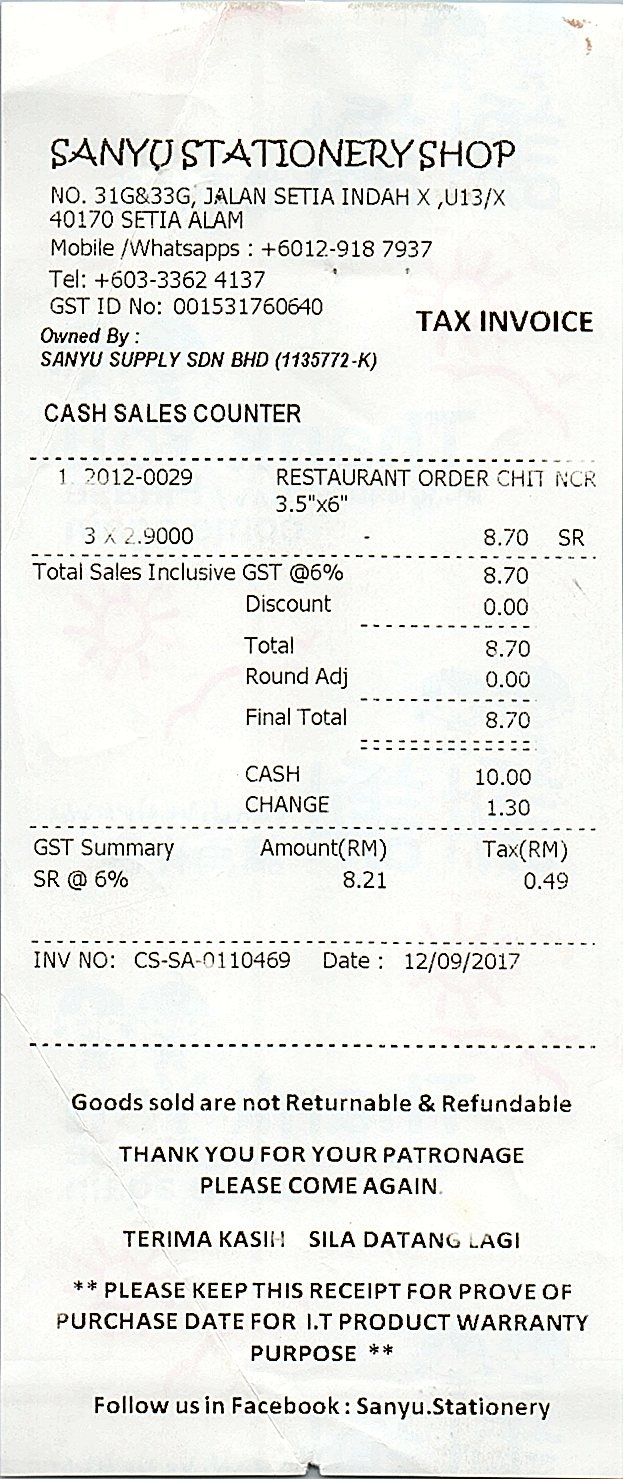 SANYU STATIONERY SHOP
NO. 31G&33G, JALAN SETIA INDAH X ,U13/X
40170 SETIA ALAM
Mobile /Whatsapps : +6012-918 7937
Tel: +603-3362 4137
GST ID No: 001531760640
TAX INVOICE
Owned By :
SANYU SUPPLY SDN BHD (1135772-K)
CASH SALES COUNTER
1. 2012-0029 RESTAURANT ORDER CHIT NCR
3.5"x6"
3 X 2.9000 - 8.70 SR
Total Sales Inclusive GST @6% 8.70
Discount 0.00
Total 8.70
Round Adj 0.00
Final Total 8.70
CASH 10.00
CHANGE 1.30
GST Summary Amount(RM) Tax(RM)
SR @ 6% 8.21 0.49
INV NO: CS-SA-0110469 Date : 12/09/2017
Goods sold are not Returnable & Refundable
THANK YOU FOR YOUR PATRONAGE
PLEASE COME AGAIN.
TERIMA KASIH SILA DATANG LAGI
** PLEASE KEEP THIS RECEIPT FOR PROVE OF
PURCHASE DATE FOR I.T PRODUCT WARRANTY
PURPOSE **
Follow us in Facebook : Sanyu.Stationery